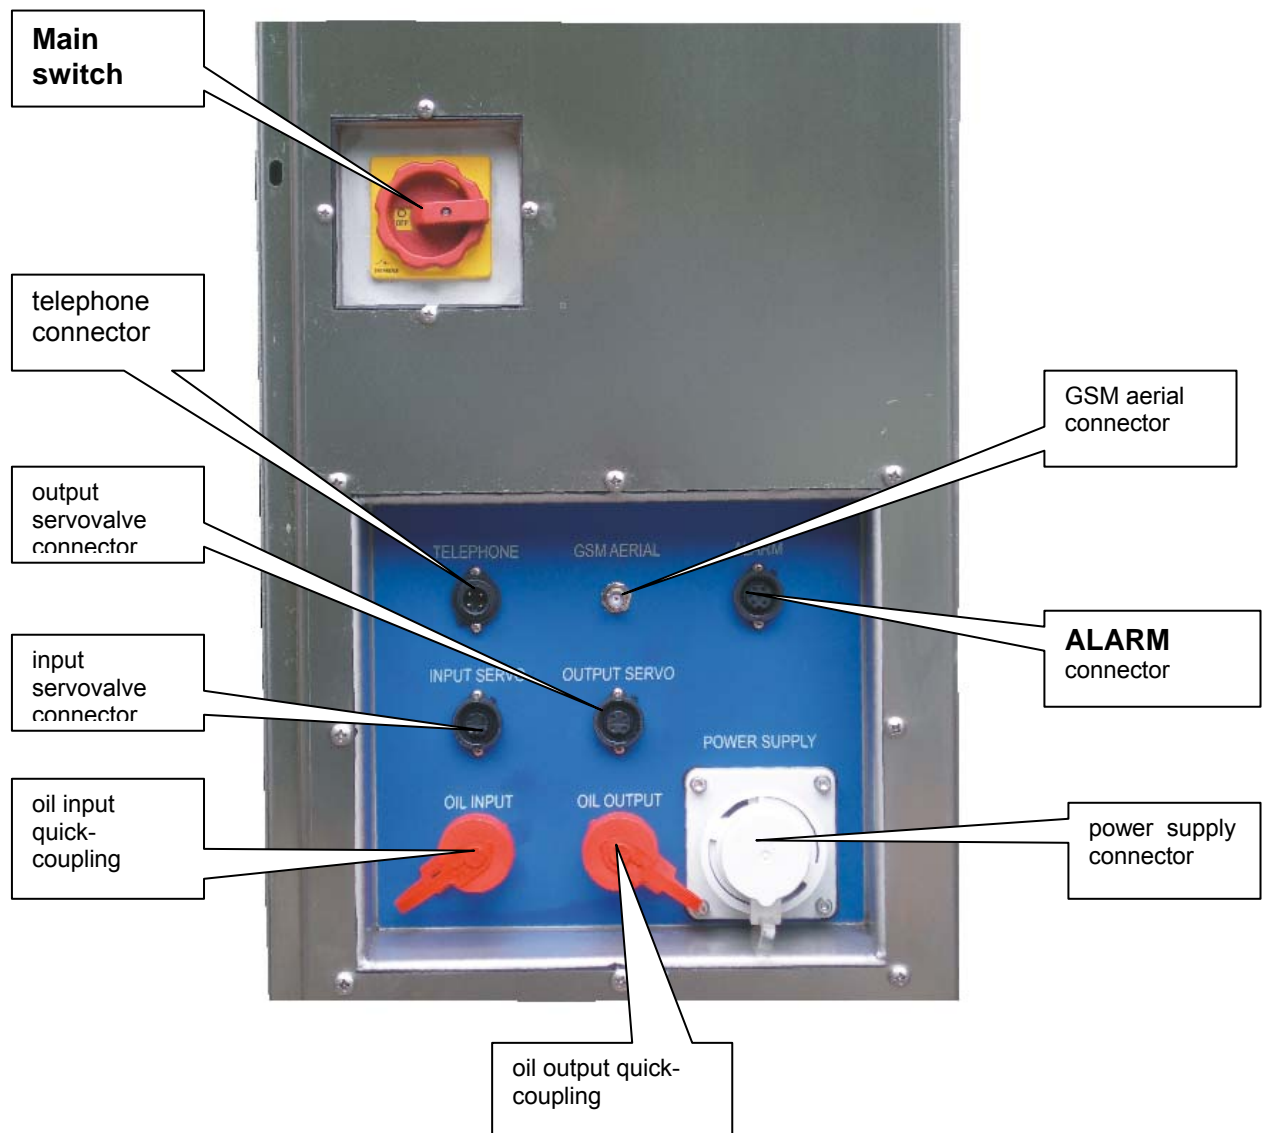 Main
switch
OFF
telephone
connector
GSM aerial
connector
output
servovalve
connector
TELEPHONE
GSM AERIAL
ALARM
ALARM
connector
input
servovalve
connector
INPUT SERVO
OUTPUT SERVO
POWER SUPPLY
oil input
quick-
coupling
OIL INPUT
OIL OUTPUT
power supply
connector
oil output quick-
coupling